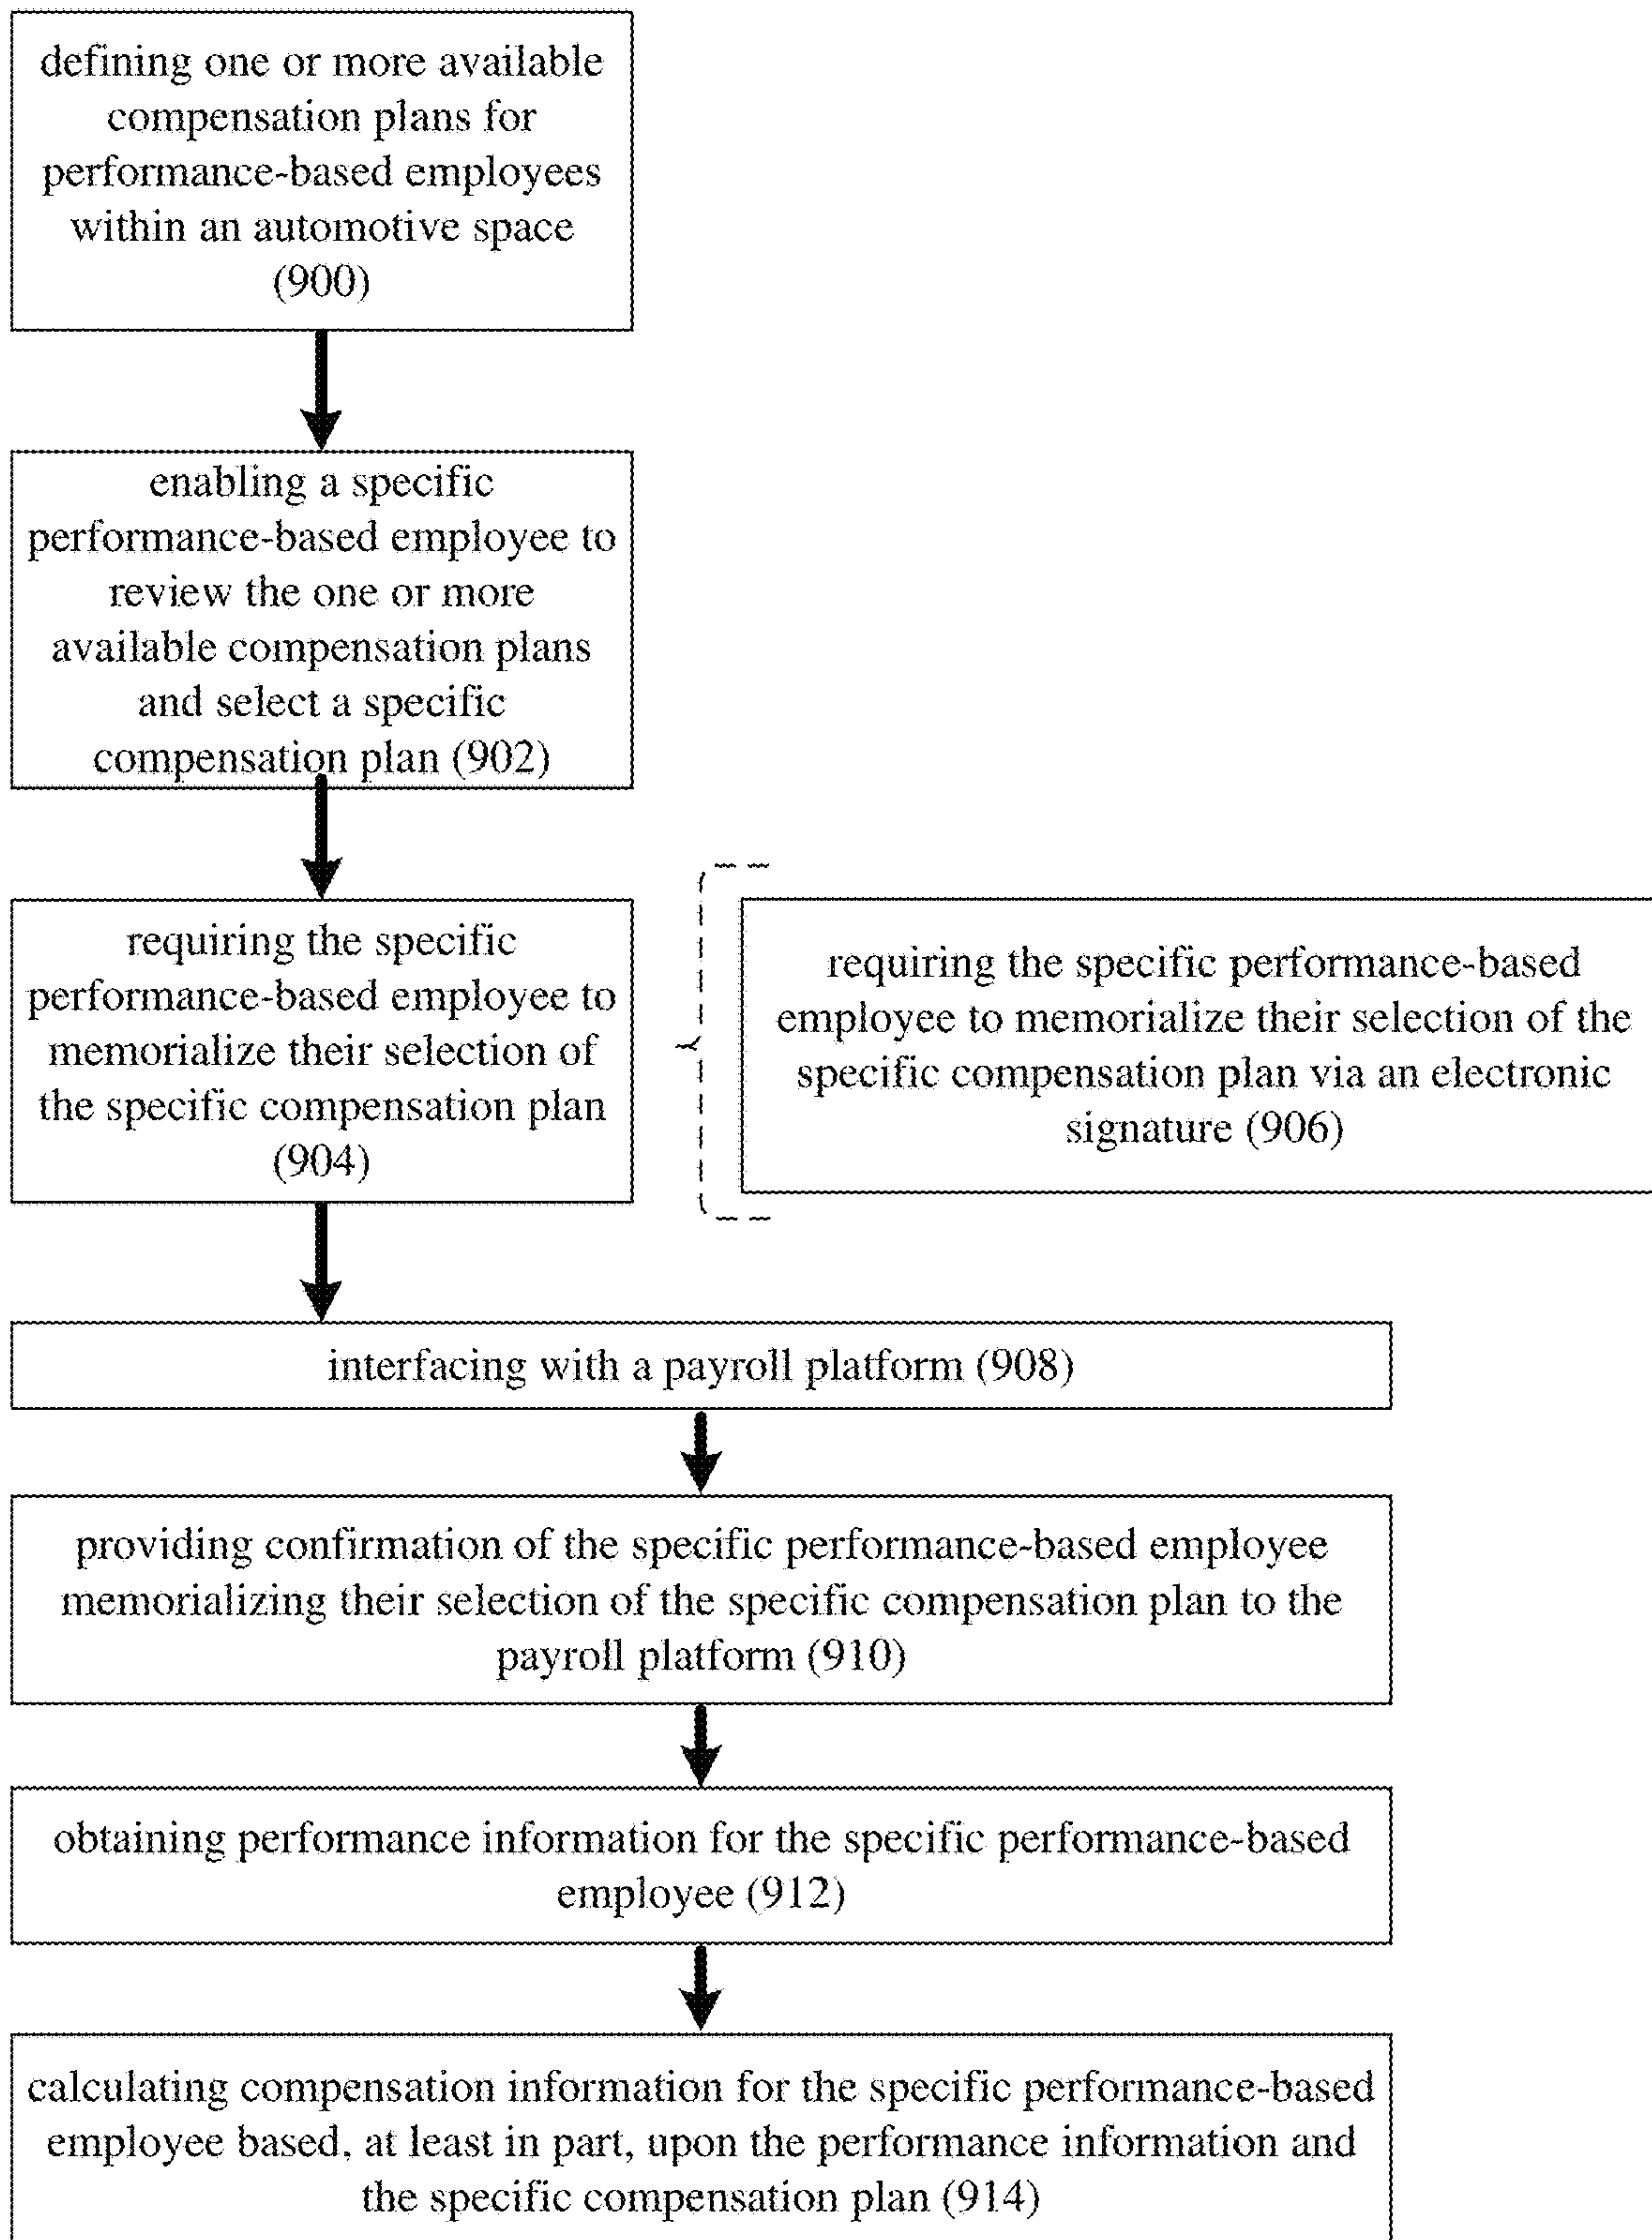 defining one or more available
compensation plans for
performance-based employees
within an automotive space
(900)
enabling a specific
performance-based employee to
review the one or more
available compensation plans
and select a specific
compensation plan (902)
requiring the specific
performance-based employee to
memorialize their selection of
the specific compensation plan
(904)
requiring the specific performance-based
employee to memorialize their selection of the
specific compensation plan via an electronic
signature (906)
interfacing with a payroll platform (908)
providing confirmation of the specific performance-based employee
memorializing their selection of the specific compensation plan to the
payroll platform (910)
obtaining performance information for the specific performance-based
employee (912)
calculating compensation information for the specific performance-based
employee based, at least in part, upon the performance information and
the specific compensation plan (914)